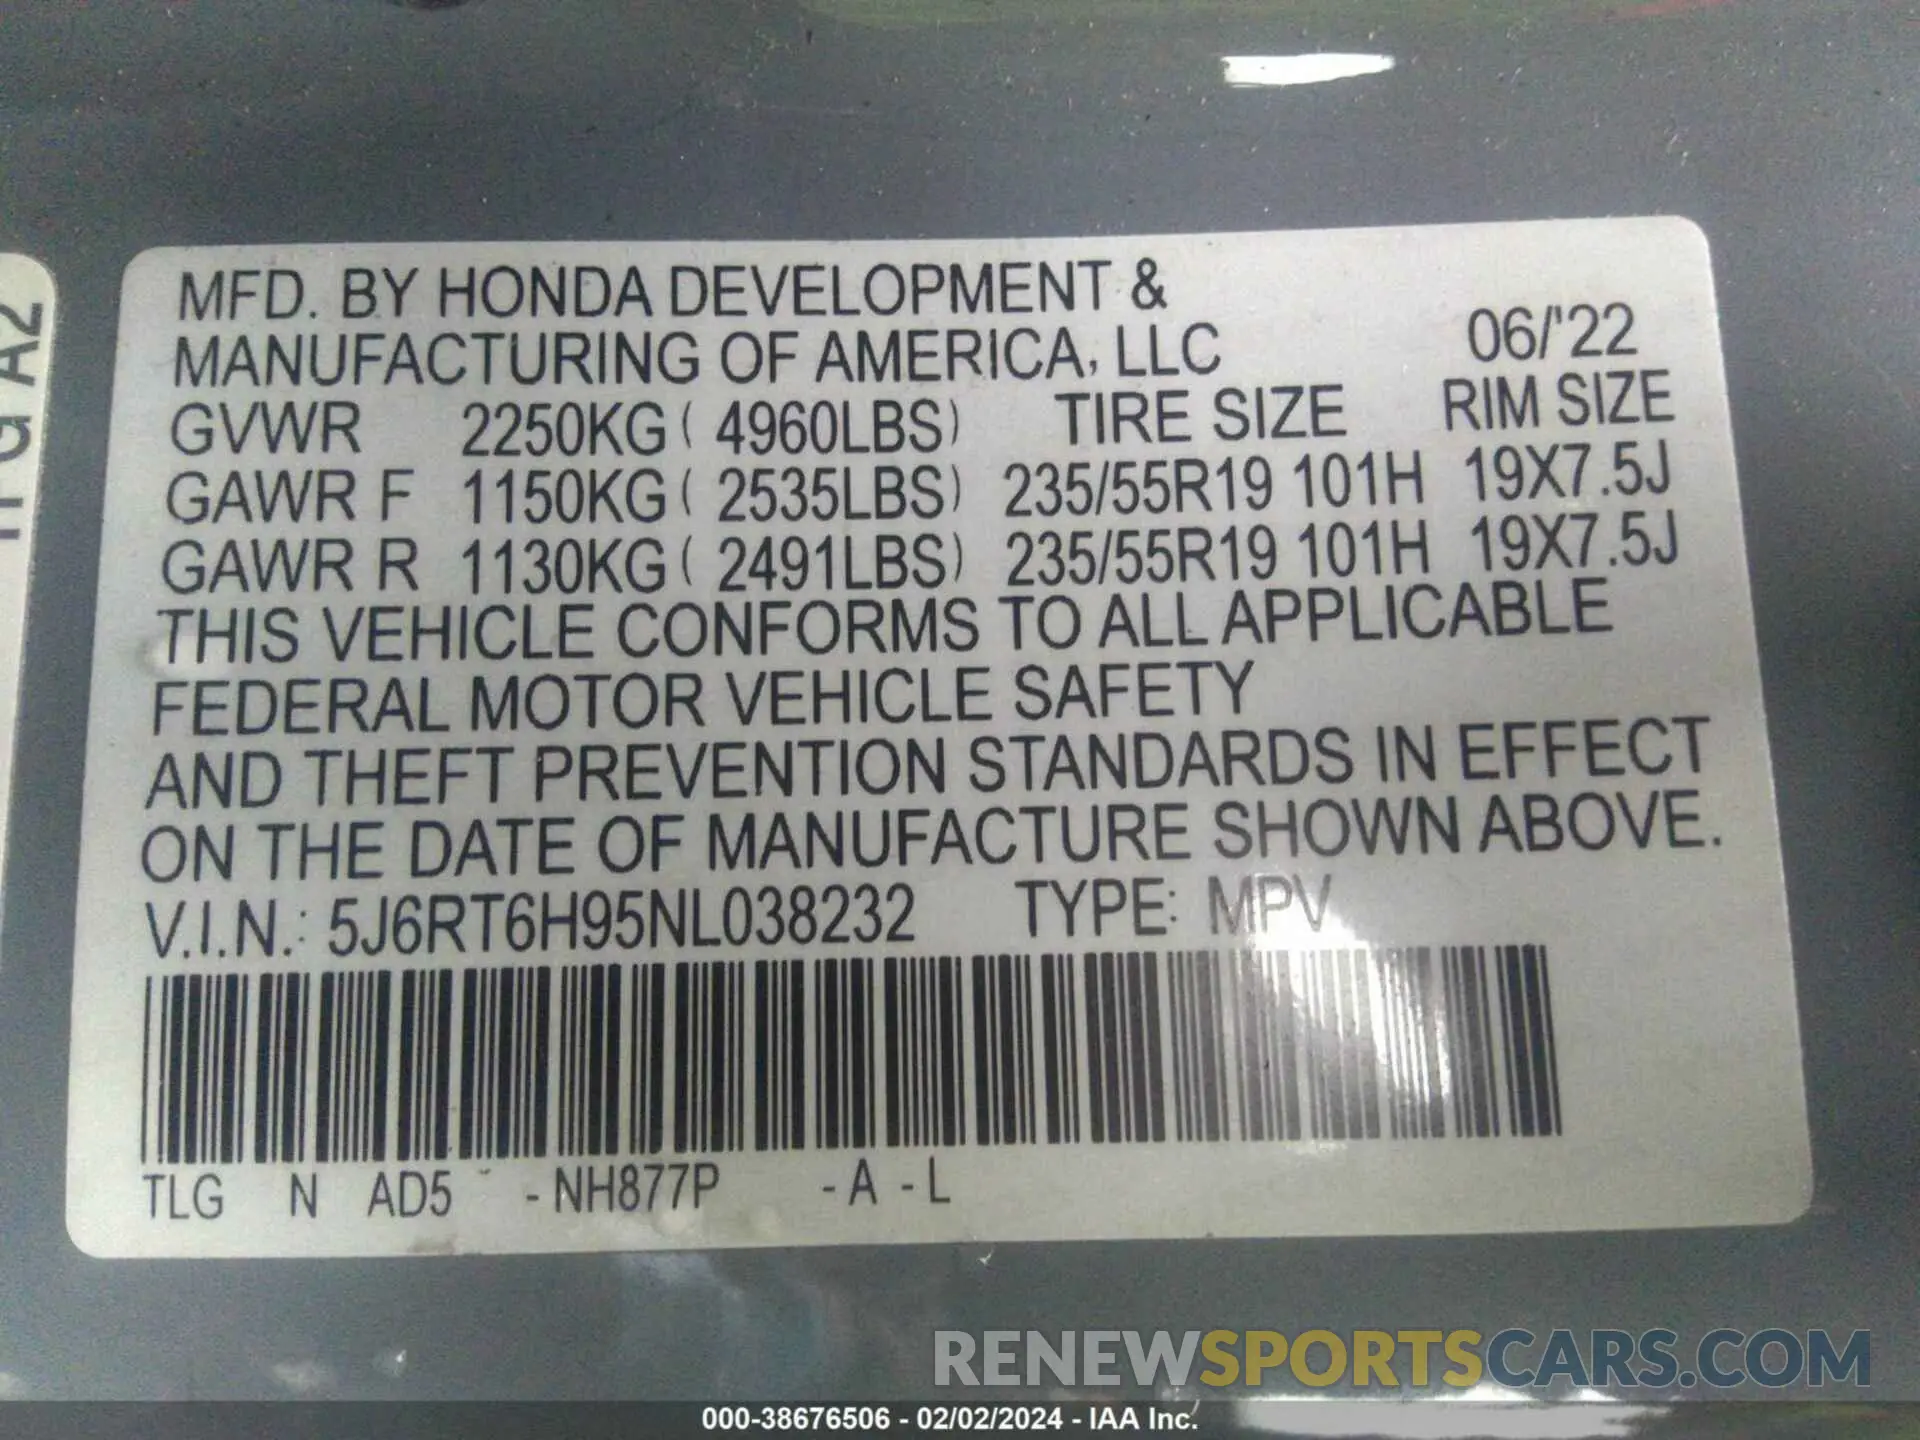 MFD. BY HONDA DEVELOPMENT &
MANUFACTURING OF AMERICA, LLC 06/'22
GVWR 2250KG ( 4960LBS) TIRE SIZE RIM SIZE
GAWR F 1150KG ( 2535LBS) 235/55R19 101H 19X7.5J
GAWR R 1130KG ( 2491LBS) 235/55R19 101H 19X7.5J
THIS VEHICLE CONFORMS TO ALL APPLICABLE
FEDERAL MOTOR VEHICLE SAFETY
AND THEFT PREVENTION STANDARDS IN EFFECT
ON THE DATE OF MANUFACTURE SHOWN ABOVE.
V.I.N.: 5J6RT6H95NL038232 TYPE: MPV
TLG N AD5 - NH877P - A - L
A2
RENEWSPORTSCARS.COM
000-38676506 - 02/02/2024 - IAA Inc.